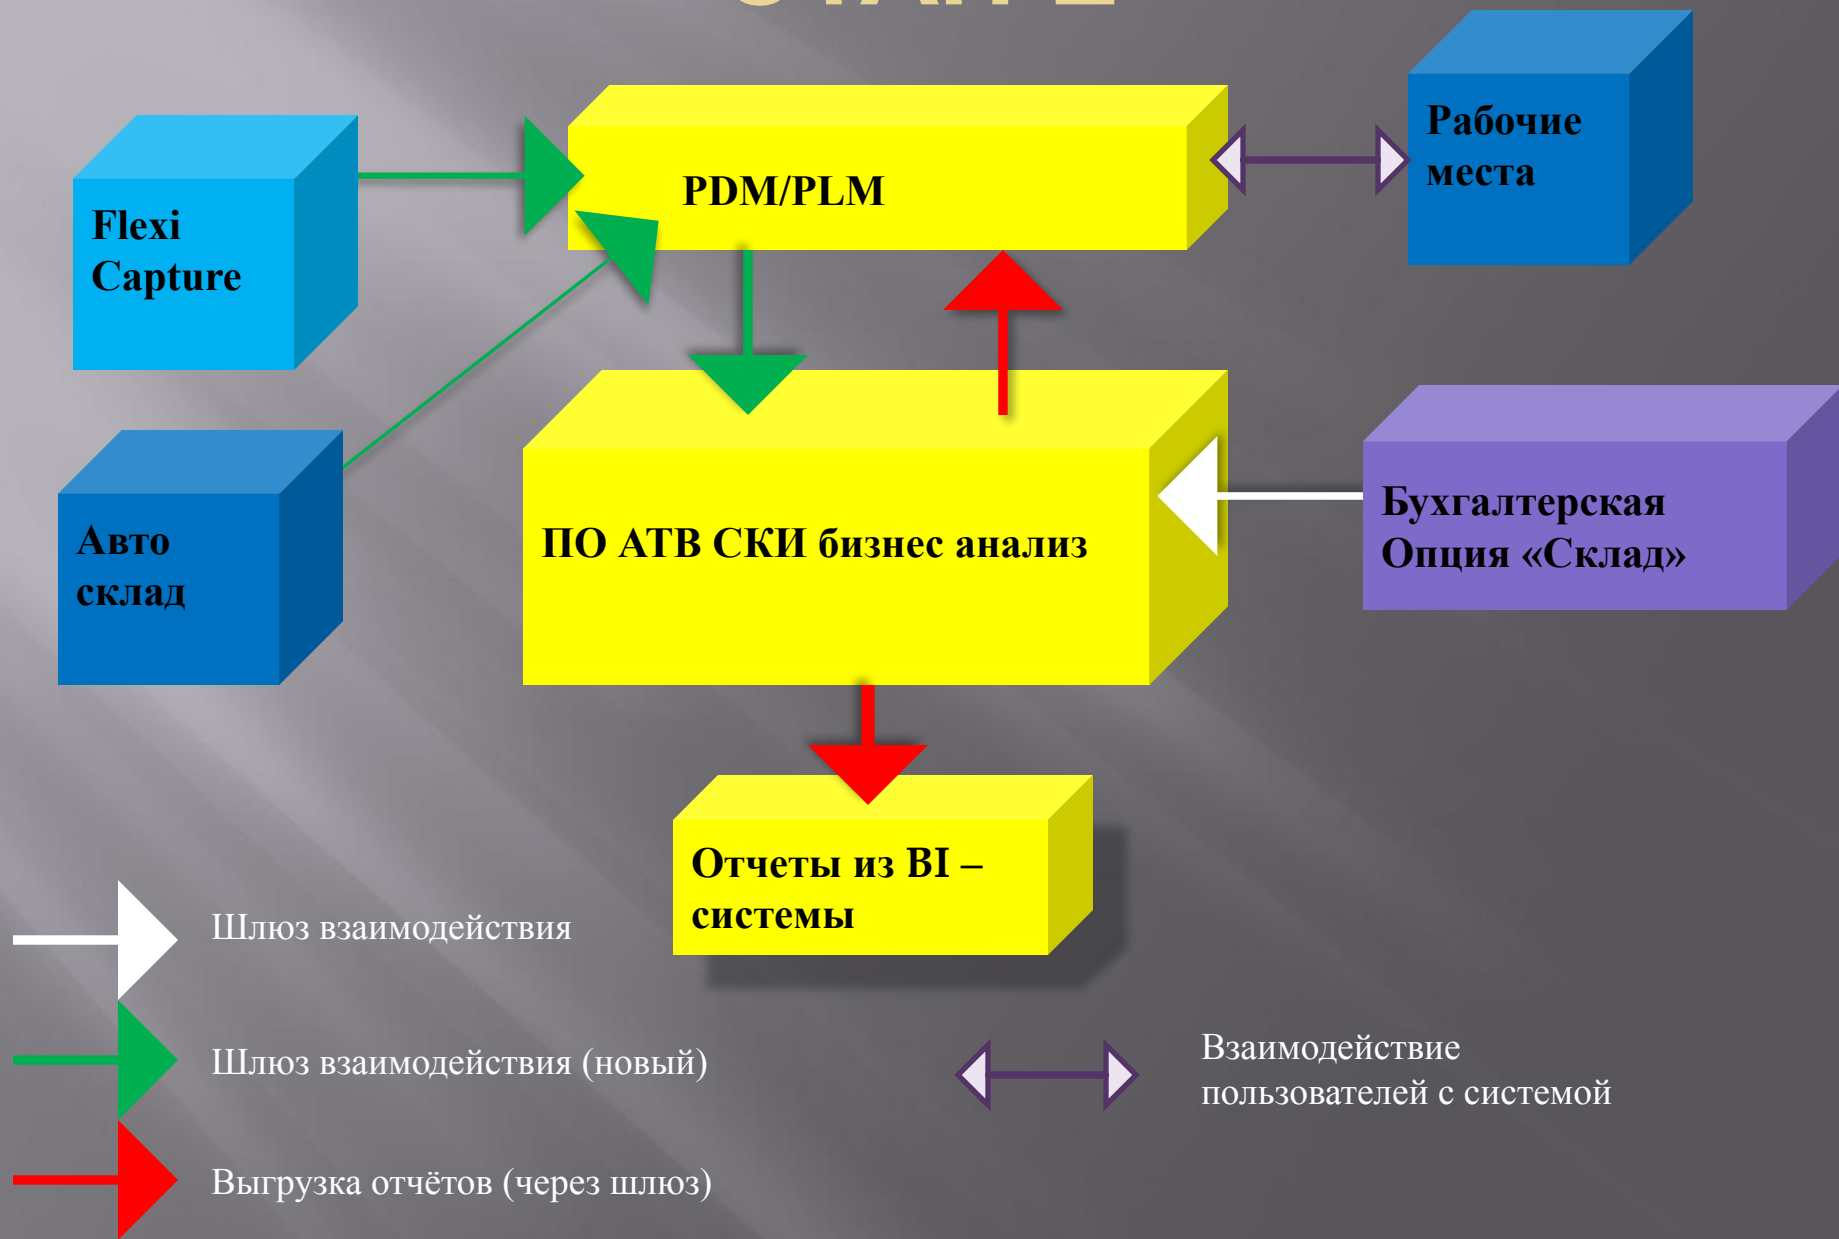 Рабочие
места
PDM/PLM
Flexi
Capture
Бухгалтерская
Опция «Склад»
Авто
склад
ПО АТВ СКИ бизнес анализ
Отчеты из BI –
системы
Шлюз взаимодействия
Шлюз взаимодействия (новый)
Взаимодействие
пользователей с системой
Выгрузка отчётов (через шлюз)